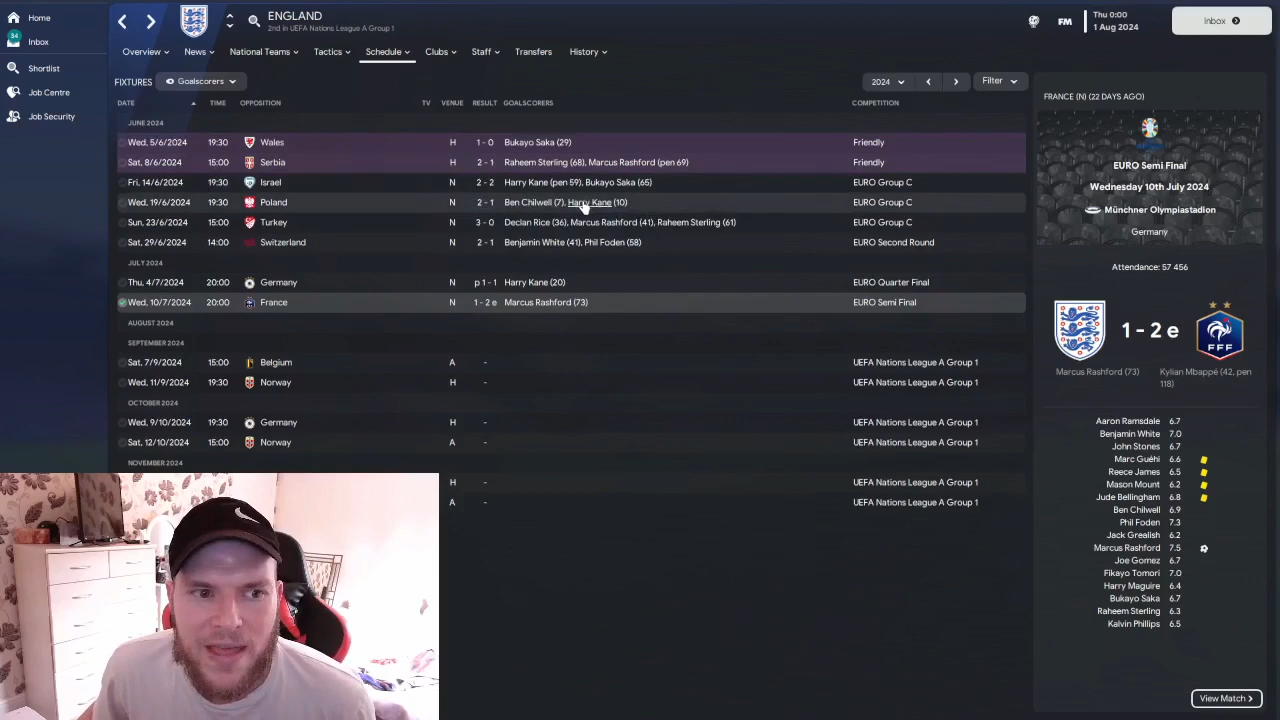 Home
34
Inbox
Shortlist
Job Centre
Job Security
ENGLAND
2nd in UEFA Nations League A Group 1
FM
Thu 0:00
1 Aug 2024
Inbox
Overview News National Teams Tactics Schedule Clubs Staff Transfers History
FIXTURES Goalscorers 2024 Filter
DATE TIME OPPOSITION TV VENUE RESULT GOALSCORERS COMPETITION
JUNE 2024
Wed, 5/6/2024 19:30 Wales H 1 - 0 Bukayo Saka (29) Friendly
Sat, 8/6/2024 15:00 Serbia H 2 - 1 Raheem Sterling (68), Marcus Rashford (pen 69) Friendly
Fri, 14/6/2024 19:30 Israel N 2 - 2 Harry Kane (pen 59), Bukayo Saka (65) EURO Group C
Wed, 19/6/2024 19:30 Poland N 2 - 1 Ben Chilwell (7), Harry Kane (10) EURO Group C
Sun, 23/6/2024 15:00 Turkey N 3 - 0 Declan Rice (36), Marcus Rashford (41), Raheem Sterling (61) EURO Group C
Sat, 29/6/2024 14:00 Switzerland N 2 - 1 Benjamin White (41), Phil Foden (58) EURO Second Round
JULY 2024
Thu, 4/7/2024 20:00 Germany N p 1 - 1 Harry Kane (20) EURO Quarter Final
Wed, 10/7/2024 20:00 France N 1 - 2 e Marcus Rashford (73) EURO Semi Final
AUGUST 2024
SEPTEMBER 2024
Sat, 7/9/2024 15:00 Belgium A - UEFA Nations League A Group 1
Wed, 11/9/2024 19:30 Norway H - UEFA Nations League A Group 1
OCTOBER 2024
Wed, 9/10/2024 19:30 Germany H - UEFA Nations League A Group 1
Sat, 12/10/2024 15:00 Norway A - UEFA Nations League A Group 1
NOVEMBER 2024
H - UEFA Nations League A Group 1
A - UEFA Nations League A Group 1
FRANCE (N) (22 DAYS AGO)
EURO Semi Final
Wednesday 10th July 2024
Münchner Olympiastadion
Germany
Attendance: 57 456
1 - 2 e
FFF
Marcus Rashford (73) Kylian Mbappé (42, pen
118)
Aaron Ramsdale 6.7
Benjamin White 7.0
John Stones 6.7
Marc Guéhi 6.6
Reece James 6.5
Mason Mount 6.2
Jude Bellingham 6.8
Ben Chilwell 6.9
Phil Foden 7.3
Jack Grealish 6.2
Marcus Rashford 7.5
Joe Gomez 6.7
Fikayo Tomori 7.0
Harry Maguire 6.4
Bukayo Saka 6.7
Raheem Sterling 6.3
Kalvin Phillips 6.5
View Match